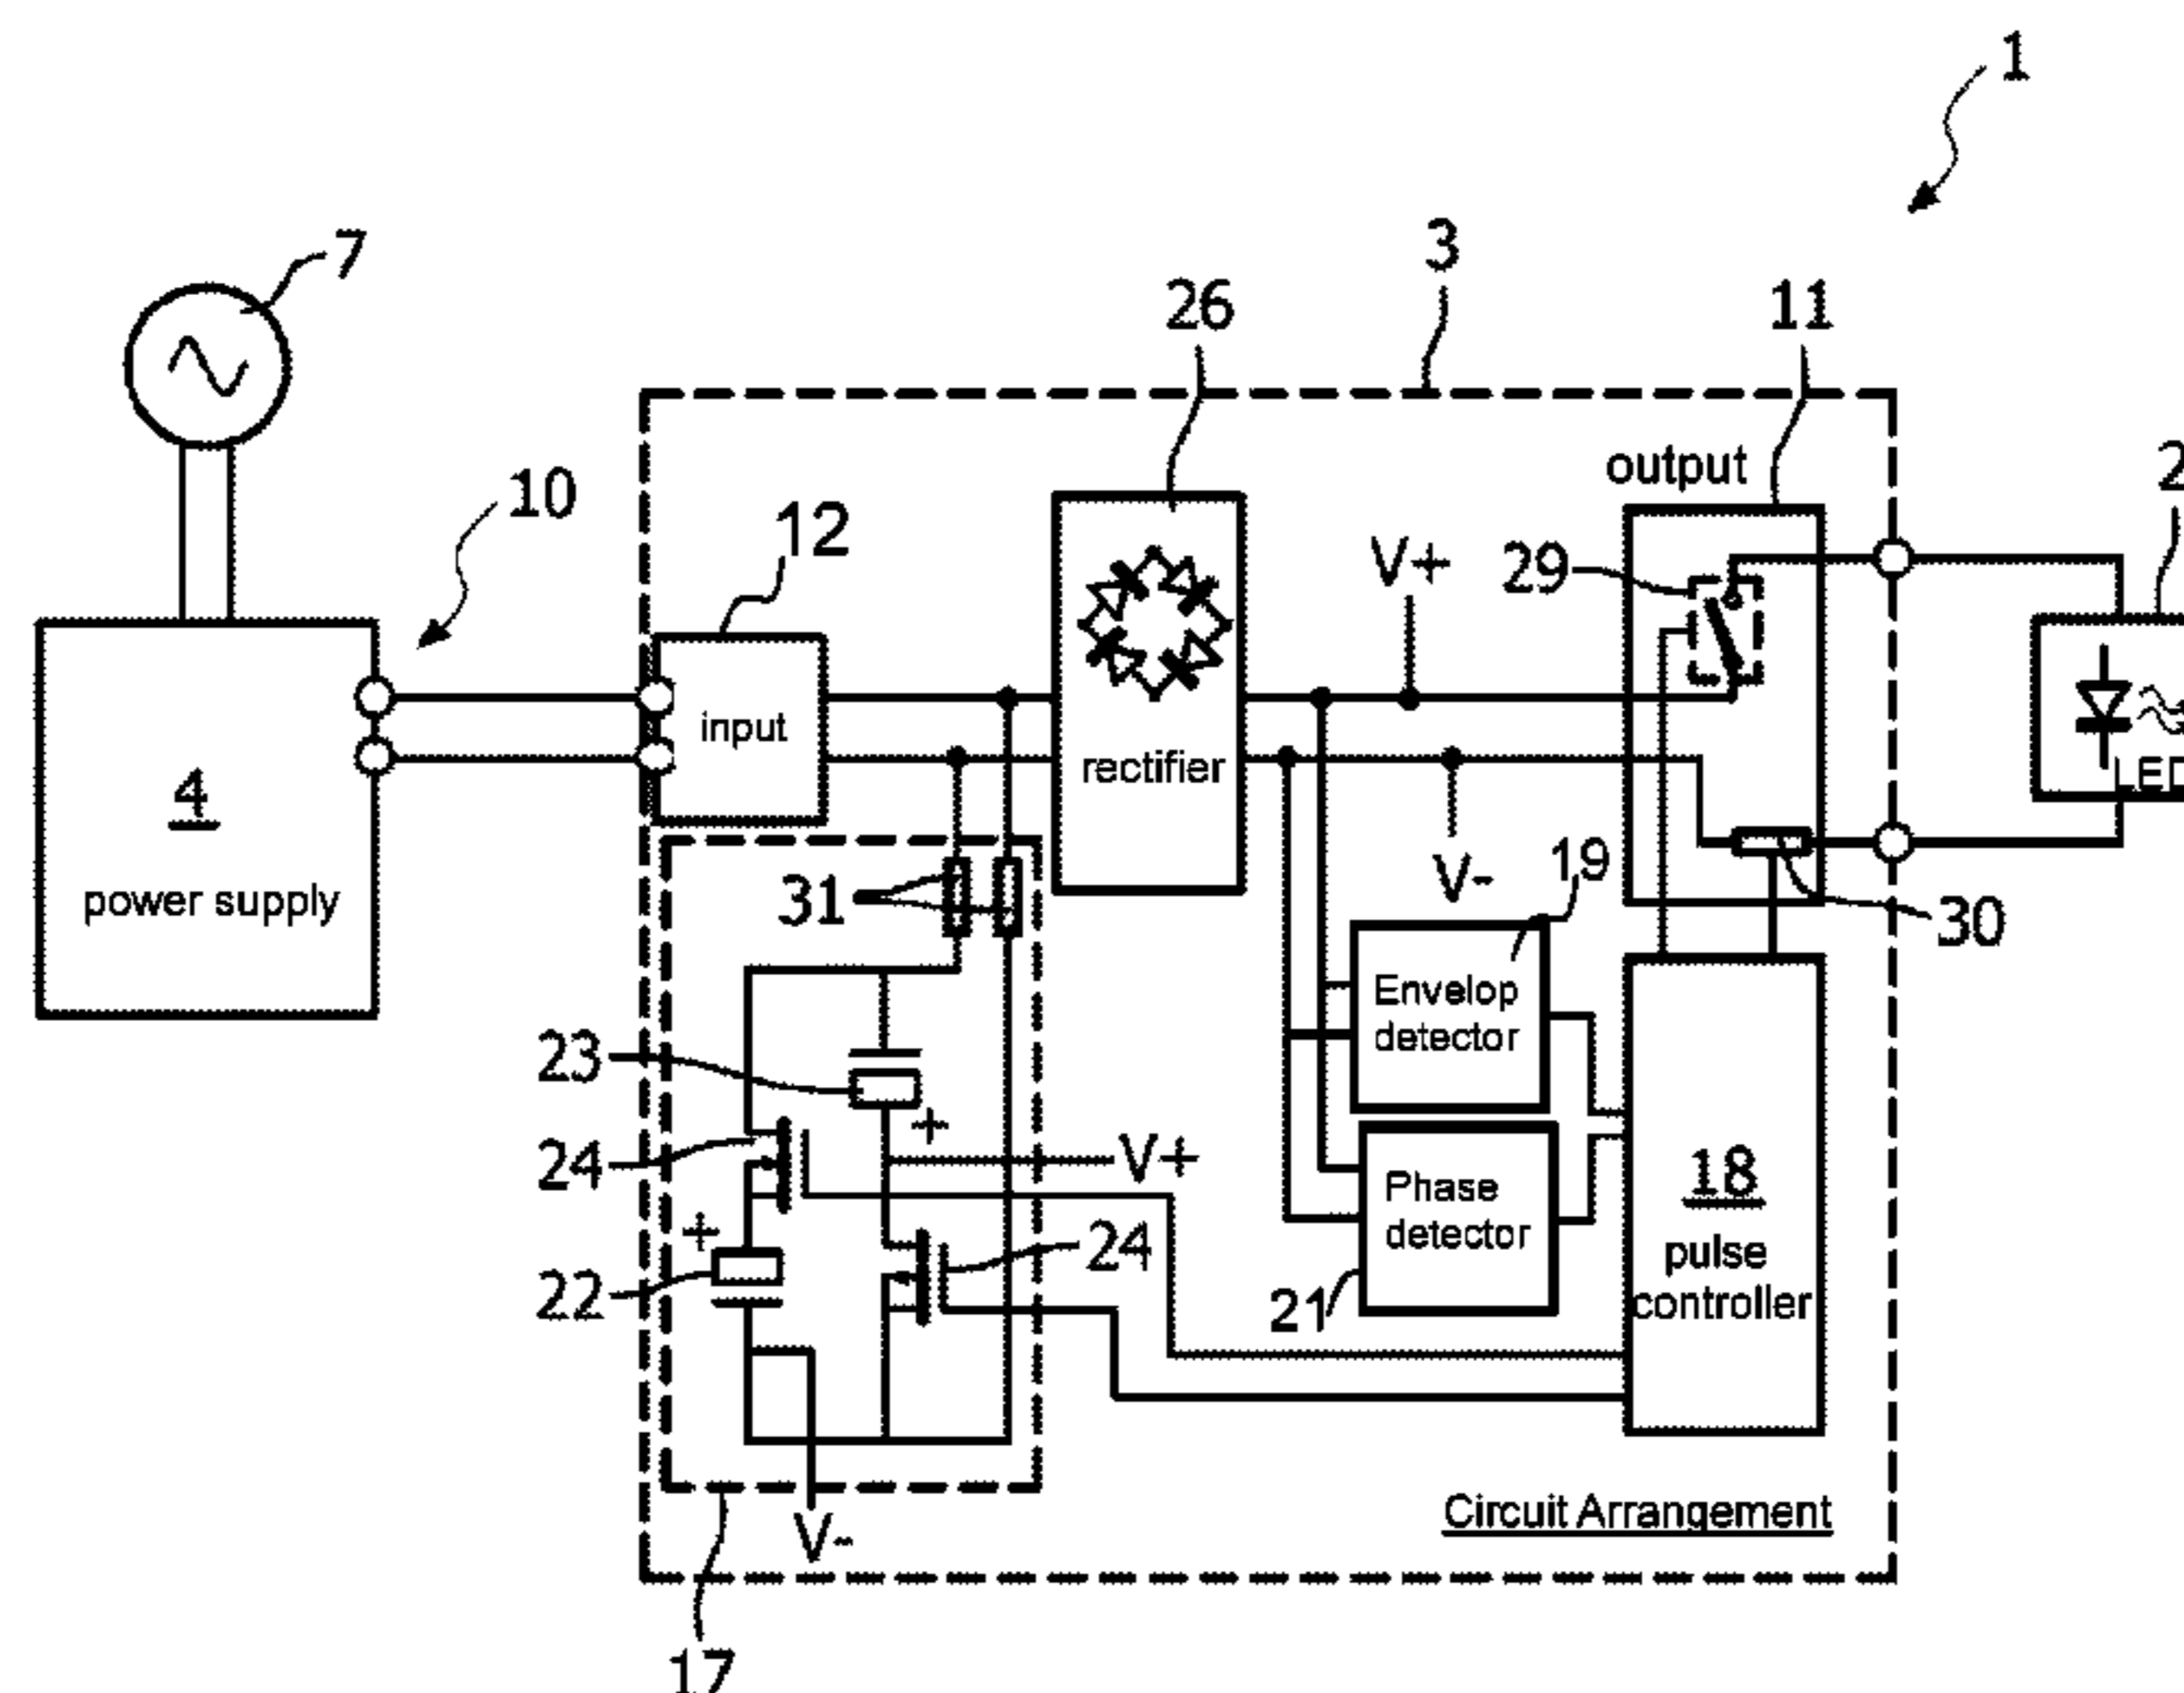 1
7
3
26
11
10
output
12
V+
29
2
input
rectifier
LED
4
V-
19
31
power supply
30
Envelop
detector
23
+
24
V+
18
Phase
detector
+
24
pulse
controller
22
21
Circuit Arrangement
V-
17